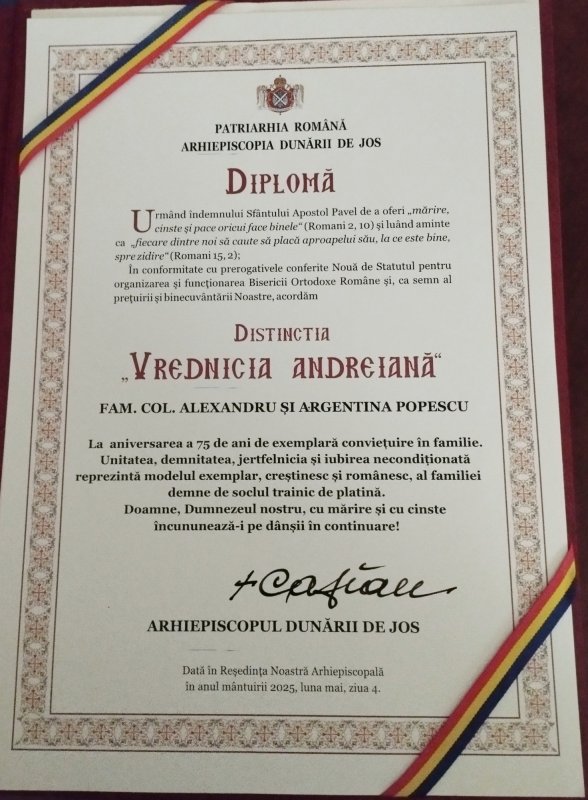 PATRIARHIA ROMÂNĂ
ARHIEPISCOPIA DUNĂRII DE JOS
DIPLOMĂ
Urmând îndemnului Sfântului Apostol Pavel de a oferi „mărire,
cinste și pace oricui face binele“ (Romani 2, 10) și luând aminte
ca „fiecare dintre noi să caute să placă aproapelui său, la ce este bine,
spre zidire“ (Romani 15, 2);
În conformitate cu prerogativele conferite Nouă de Statutul pentru
organizarea și funcționarea Bisericii Ortodoxe Române și, ca semn al
prețuirii și binecuvântării Noastre, acordăm
DISTINCTIA
„VREDNICIA ANDREIANĂ“
FAM. COL. ALEXANDRU ȘI ARGENTINA POPESCU
La aniversarea a 75 de ani de exemplară conviețuire în familie.
Unitatea, demnitatea, jertfelnicia și iubirea necondiționată
reprezintă modelul exemplar, creștinesc și românesc, al familiei
demne de soclul trainic de platină.
Doamne, Dumnezeul nostru, cu mărire și cu cinste
încununează-i pe dânșii în continuare!
+ Casian
ARHIEPISCOPUL DUNĂRII DE JOS
Dată în Reședința Noastră Arhiepiscopală
în anul mântuirii 2025, luna mai, ziua 4.